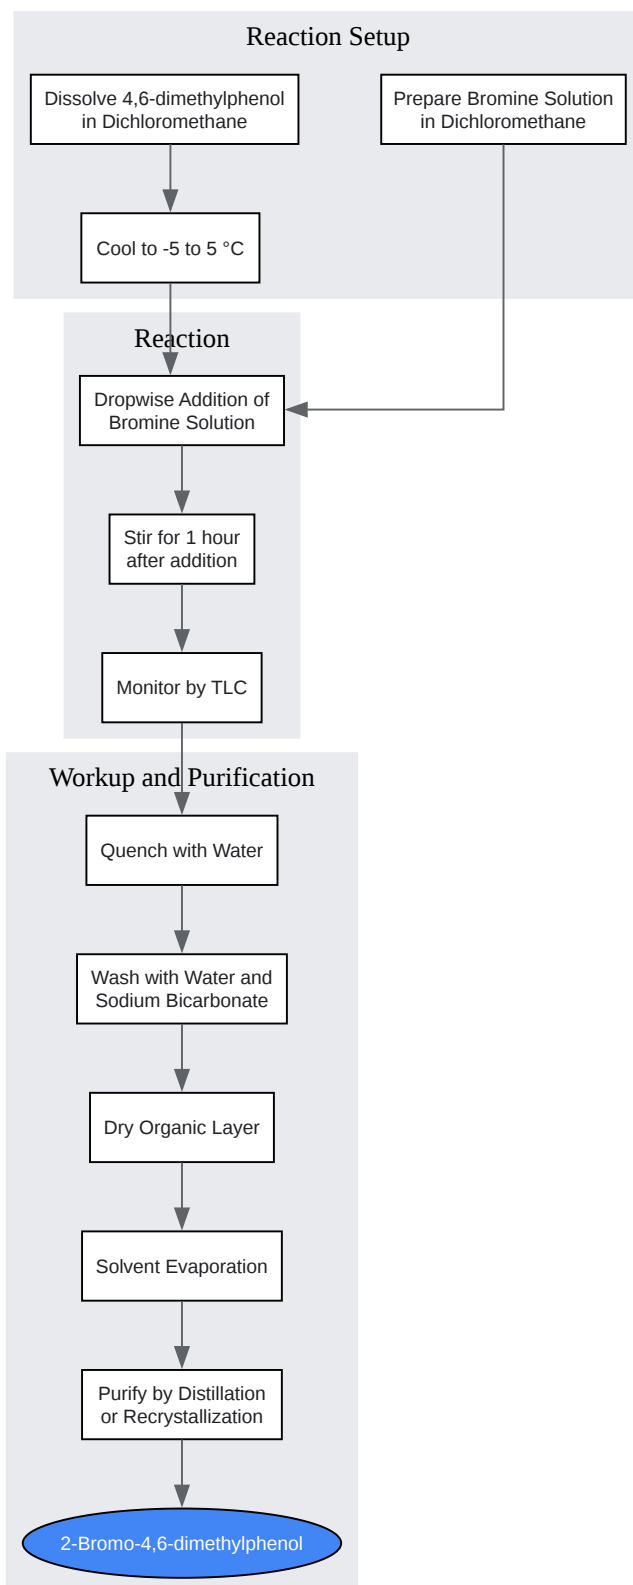 Reaction Setup
Dissolve 4,6-dimethylphenol
in Dichloromethane
Prepare Bromine Solution
in Dichloromethane
Cool to -5 to 5 °C
Reaction
Dropwise Addition of
Bromine Solution
Stir for 1 hour
after addition
Monitor by TLC
Workup and Purification
Quench with Water
Wash with Water and
Sodium Bicarbonate
Dry Organic Layer
Solvent Evaporation
Purify by Distillation
or Recrystallization
2-Bromo-4,6-dimethylphenol